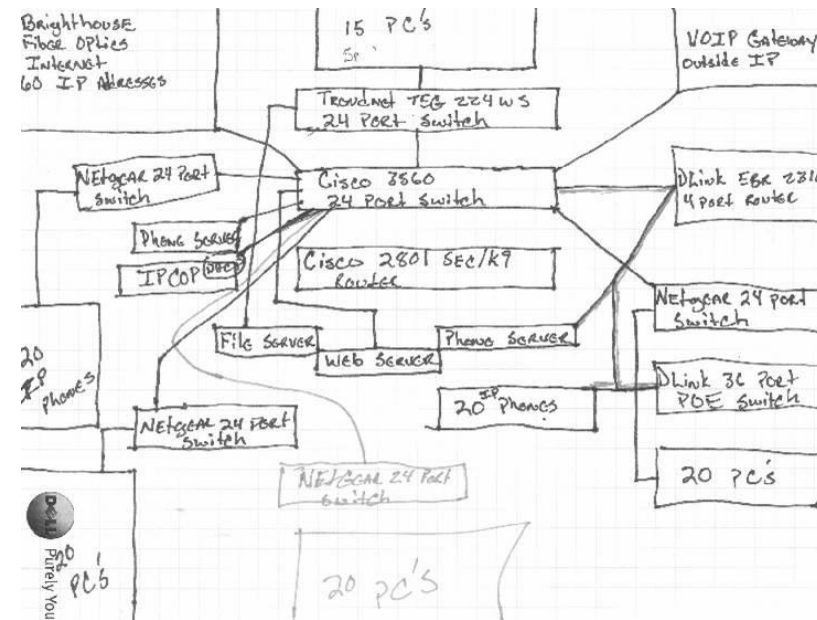 BrightHouse
Fiber Optics
Internet
60 IP Addresses
15 PC's
VOIP Gateway
outside IP
Trendnet TEG 224WS
24 Port Switch
Netgear 24 Port
Switch
Cisco 3560
24 Port Switch
DLink EBR
4 port router
Phone Server
IPCOP
Cisco 2801 SEC/K9
Router
Netgear 24 port
Switch
File Server
Web Server
Phone Server
20
IP
Phones
DLink 36 Port
POE Switch
20 IP Phones
Netgear 24 Port
Switch
Netgear 24 Port
Switch
20 PC's
20
PC's
20 PC's
DELL
Purely You